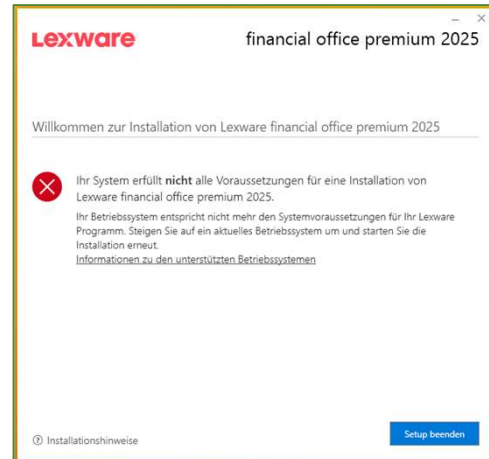 Lexware
financial office premium 2025
Willkommen zur Installation von Lexware financial office premium 2025
Ihr System erfüllt nicht alle Voraussetzungen für eine Installation von
Lexware financial office premium 2025.
Ihr Betriebssystem entspricht nicht mehr den Systemvoraussetzungen für Ihr Lexware
Programm. Steigen Sie auf ein aktuelles Betriebssystem um und starten Sie die
Installation erneut.
Informationen zu den unterstützten Betriebssystemen
Installationshinweise
Setup beenden